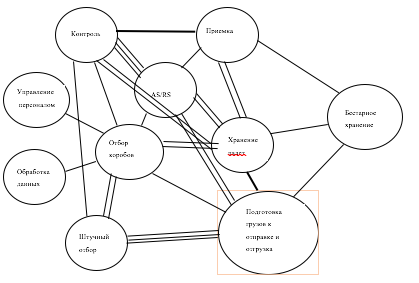 Контроль
Приемка
AS/RS
Управление
персоналом
Бестарное
хранение
Отбор
коробов
Хранение
Обработка
данных
Подготовка
грузов к
отправке и
отгрузка
Штучный
отбор